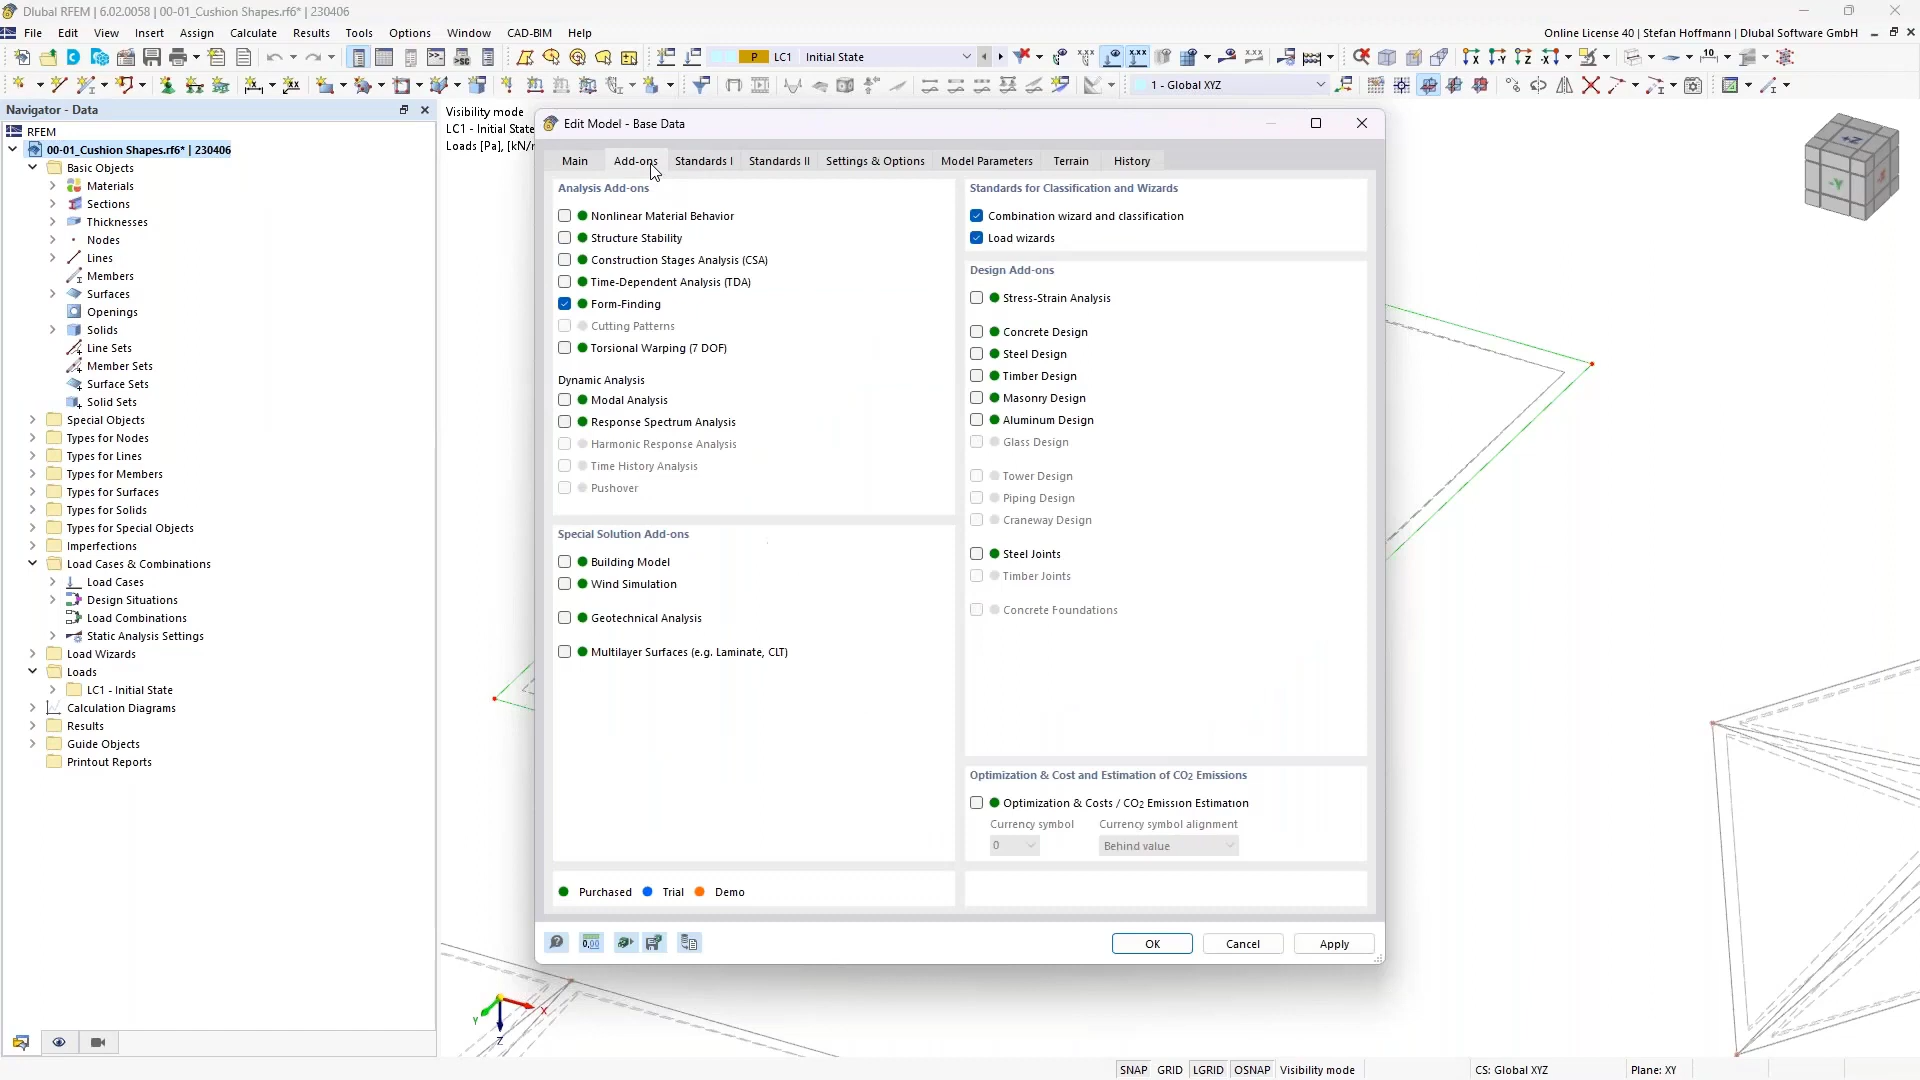 Dlubal RFEM | 6.02.0058 | 00-01_Cushion Shapes.rf6* | 230406
File Edit View Insert Assign Calculate Results Tools Options Window CAD-BIM Help
Online License 40 | Stefan Hoffmann | Dlubal Software GmbH
P LC1 Initial State
1 - Global XYZ
Navigator - Data
RFEM
00-01_Cushion Shapes.rf6* | 230406
Basic Objects
Materials
Sections
Thicknesses
Nodes
Lines
Members
Surfaces
Openings
Solids
Line Sets
Member Sets
Surface Sets
Solid Sets
Special Objects
Types for Nodes
Types for Lines
Types for Members
Types for Surfaces
Types for Solids
Types for Special Objects
Imperfections
Load Cases & Combinations
Load Cases
Design Situations
Load Combinations
Static Analysis Settings
Load Wizards
Loads
LC1 - Initial State
Calculation Diagrams
Results
Guide Objects
Printout Reports
Visibility mode
LC1 - Initial State
Loads [Pa], [kN/
Edit Model - Base Data
Main Add-ons Standards I Standards II Settings & Options Model Parameters Terrain History
Analysis Add-ons
Nonlinear Material Behavior
Structure Stability
Construction Stages Analysis (CSA)
Time-Dependent Analysis (TDA)
Form-Finding
Cutting Patterns
Torsional Warping (7 DOF)
Dynamic Analysis
Modal Analysis
Response Spectrum Analysis
Harmonic Response Analysis
Time History Analysis
Pushover
Special Solution Add-ons
Building Model
Wind Simulation
Geotechnical Analysis
Multilayer Surfaces (e.g. Laminate, CLT)
Purchased Trial Demo
Standards for Classification and Wizards
Combination wizard and classification
Load wizards
Design Add-ons
Stress-Strain Analysis
Concrete Design
Steel Design
Timber Design
Masonry Design
Aluminum Design
Glass Design
Tower Design
Piping Design
Craneway Design
Steel Joints
Timber Joints
Concrete Foundations
Optimization & Cost and Estimation of CO2 Emissions
Optimization & Costs / CO2 Emission Estimation
Currency symbol Currency symbol alignment
0 Behind value
OK Cancel Apply
+Z
-Y
-X
X
Y
Z
SNAP GRID LGRID OSNAP Visibility mode CS: Global XYZ Plane: XY